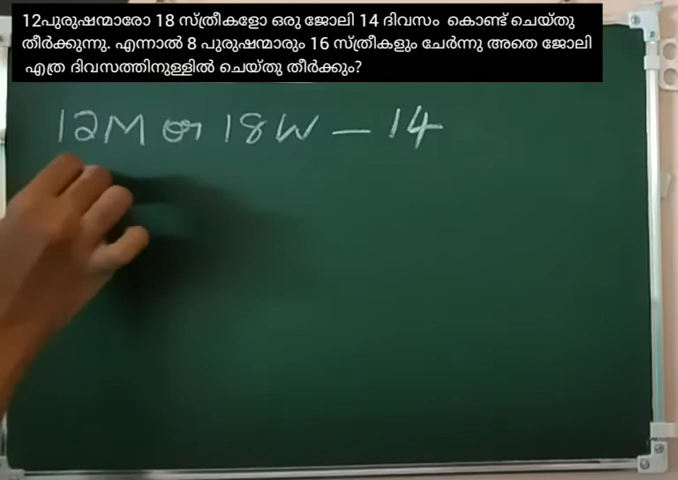 12പുരുഷന്മാരോ 18 സ്ത്രീകളോ ഒരു ജോലി 14 ദിവസം കൊണ്ട് ചെയ്തു
തീർക്കുന്നു. എന്നാൽ 8 പുരുഷന്മാരും 16 സ്ത്രീകളും ചേർന്നു അതെ ജോലി
എത്ര ദിവസത്തിനുള്ളിൽ ചെയ്തു തീർക്കും?
12M or 18W — 14